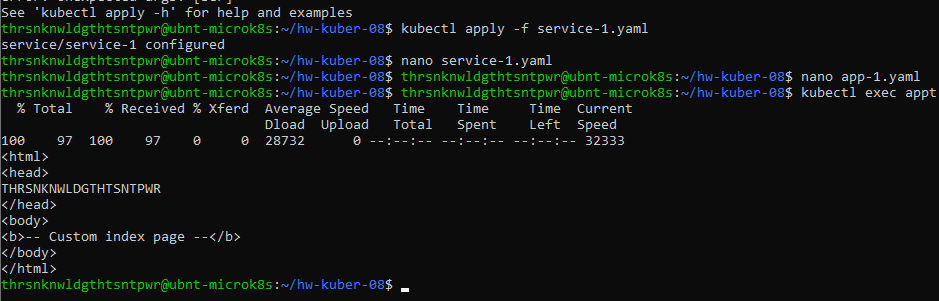 See 'kubectl apply -h' for help and examples
thrsnknwldgthtsntpwr@ubnt-microk8s:~/hw-kuber-08$ kubectl apply -f service-1.yaml
service/service-1 configured
thrsnknwldgthtsntpwr@ubnt-microk8s:~/hw-kuber-08$ nano service-1.yaml
thrsnknwldgthtsntpwr@ubnt-microk8s:~/hw-kuber-08$ thrsnknwldgthtsntpwr@ubnt-microk8s:~/hw-kuber-08$ nano app-1.yaml
thrsnknwldgthtsntpwr@ubnt-microk8s:~/hw-kuber-08$ thrsnknwldgthtsntpwr@ubnt-microk8s:~/hw-kuber-08$ kubectl exec appt
  % Total    % Received % Xferd  Average Speed   Time    Time     Time  Current
                                 Dload  Upload   Total   Spent    Left  Speed
100    97  100    97    0     0  28732      0 --:--:-- --:--:-- --:--:-- 32333
<html>
<head>
THRSNKNWLDGTHTSNTPWR
</head>
<body>
<b>-- Custom index page --</b>
</body>
</html>
thrsnknwldgthtsntpwr@ubnt-microk8s:~/hw-kuber-08$